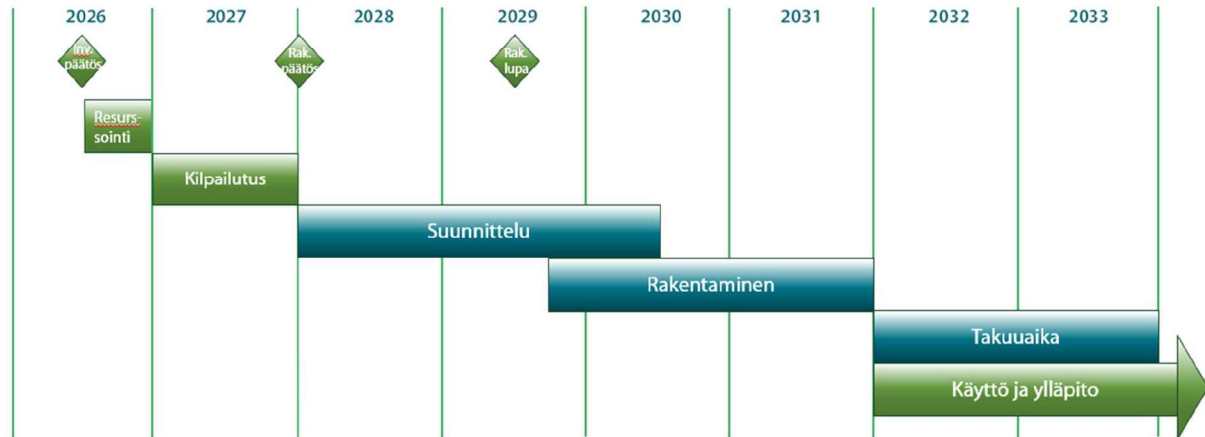 2026 2027 2028 2029 2030 2031 2032 2033
Inv.
päätös
Rak.
päätös
Rak.
lupa
Resurs-
sointi
Kilpailutus
Suunnittelu
Rakentaminen
Takuuaika
Käyttö ja ylläpito